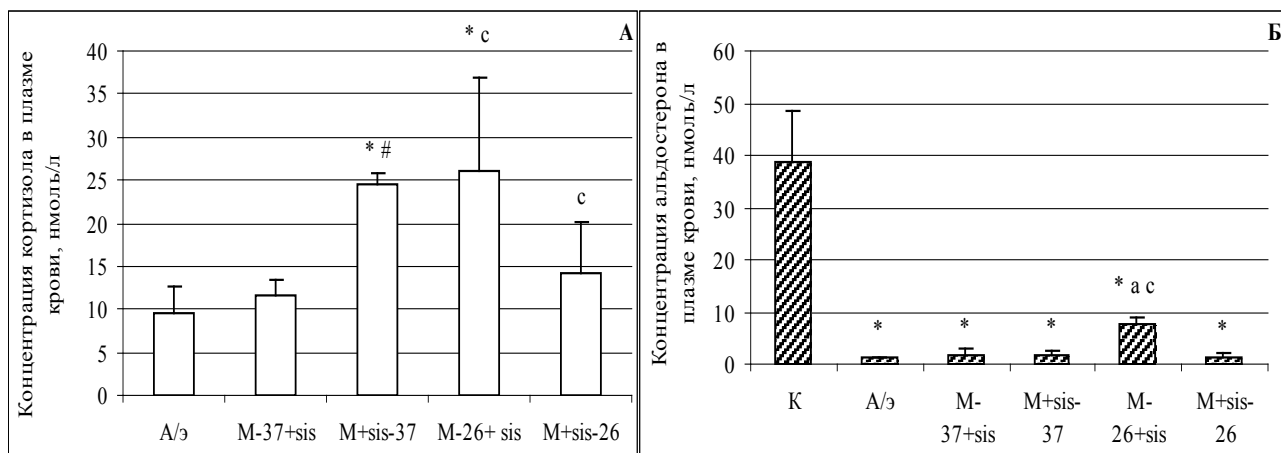 А
Концентрация кортизола в плазме
крови, нмоль/л
40
35
30
25
20
15
10
5
0
* #
* c
c
А/э
М-37+sis
М+sis-37
М-26+ sis
М+sis-26
Б
Концентрация альдостерона в
плазме крови, нмоль/л
60
50
40
30
20
10
0
*
*
*
* a c
*
К
А/э
М-
37+sis
М+sis-
37
М-
26+sis
М+sis-
26